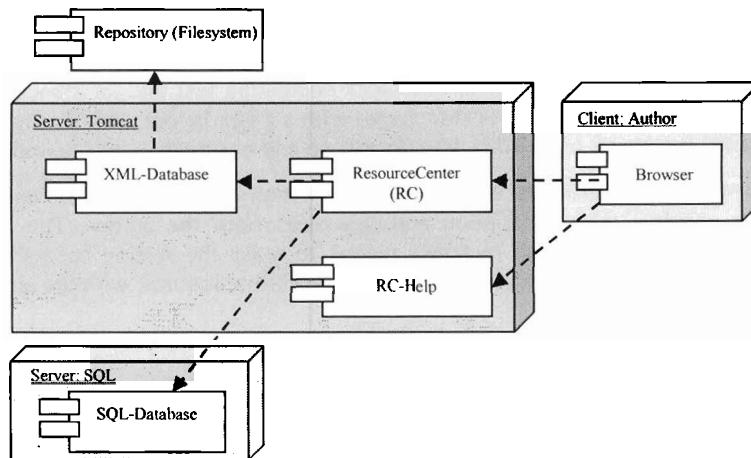 Repository (Filesystem)
Server: Tomcat
Client: Author
XML-Database
ResourceCenter
(RC)
Browser
RC-Help
Server: SQL
SQL-Database